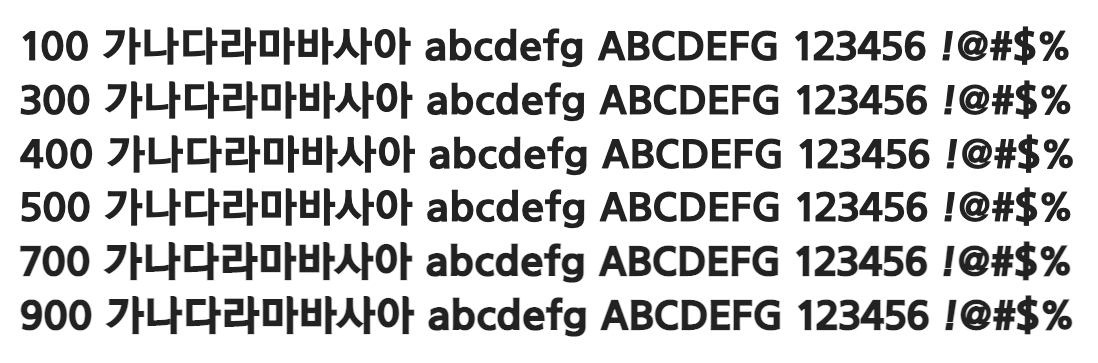 100 가나다라마바사아 abcdefg ABCDEFG 123456 !@#$%
300 가나다라마바사아 abcdefg ABCDEFG 123456 !@#$%
400 가나다라마바사아 abcdefg ABCDEFG 123456 !@#$%
500 가나다라마바사아 abcdefg ABCDEFG 123456 !@#$%
700 가나다라마바사아 abcdefg ABCDEFG 123456 !@#$%
900 가나다라마바사아 abcdefg ABCDEFG 123456 !@#$%